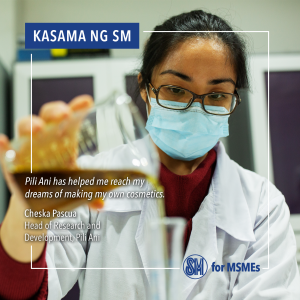 KASAMA NG SM
Pili Ani has helped me reach my
dreams of making my own cosmetics.
Cheska Pascua
Head of Research and
Development, Pili Ani
SM for MSMEs